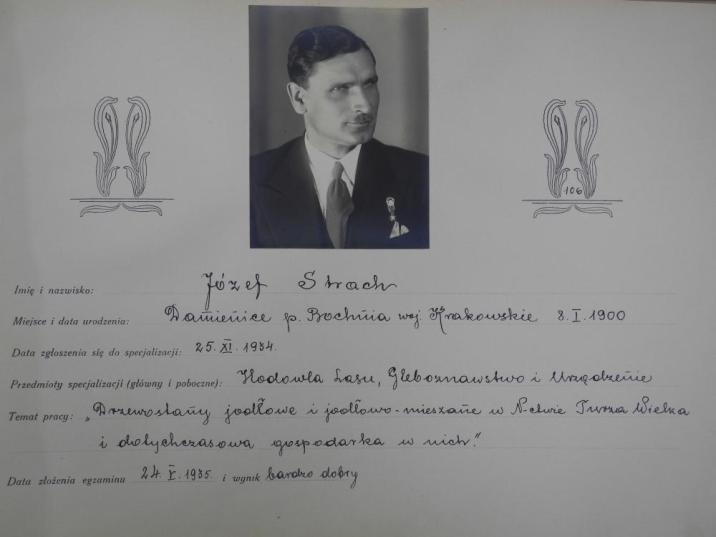 106
Imię i nazwisko: Józef Strach
Miejsce i data urodzenia: Damienice p. Bochnia woj. Krakowskie 8.I.1900
Data zgłoszenia się do specjalizacji: 25.XI.1934.
Przedmioty specjalizacji (główny i poboczne): Hodowla Lasu, Gleboznawstwo i Urządzenie
Temat pracy: „Drzewostany jodłowe i jodłowo-mieszane w N-ctwie Turza Wielka
i dotychczasowa gospodarka w nich."
Data złożenia egzaminu 24.X.1935. i wynik bardzo dobry